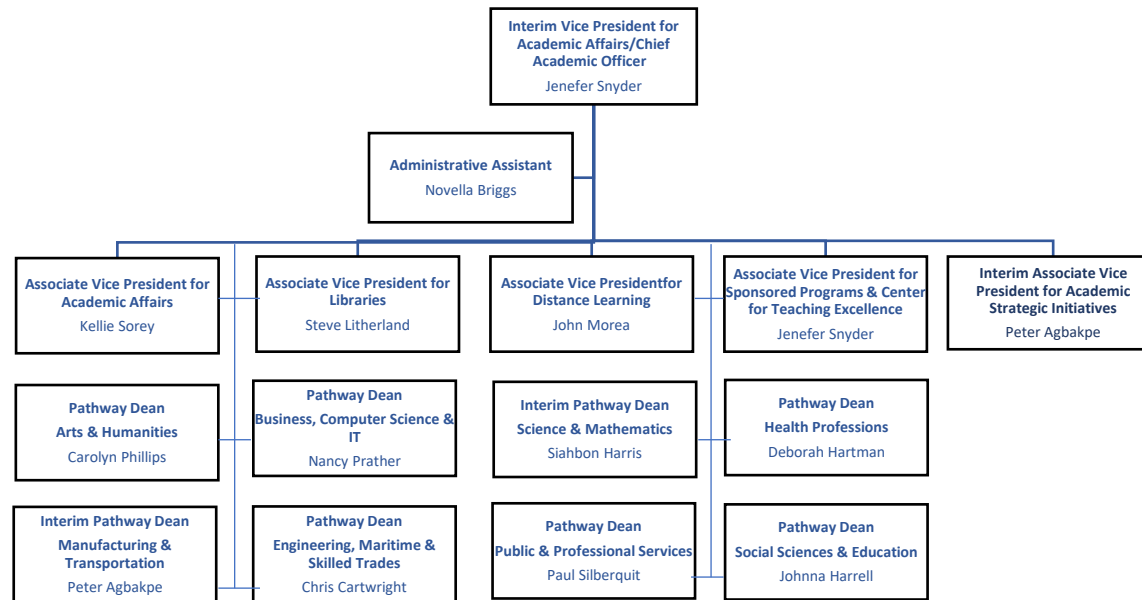 Interim Vice President for
Academic Affairs/Chief
Academic Officer
Jenefer Snyder
Administrative Assistant
Novella Briggs
Associate Vice President for
Academic Affairs
Kellie Sorey
Associate Vice President for
Libraries
Steve Litherland
Associate Vice Presidentfor
Distance Learning
John Morea
Associate Vice President for
Sponsored Programs & Center
for Teaching Excellence
Jenefer Snyder
Interim Associate Vice
President for Academic
Strategic Initiatives
Peter Agbakpe
Pathway Dean
Arts & Humanities
Carolyn Phillips
Pathway Dean
Business, Computer Science &
IT
Nancy Prather
Interim Pathway Dean
Science & Mathematics
Siahbon Harris
Pathway Dean
Health Professions
Deborah Hartman
Interim Pathway Dean
Manufacturing &
Transportation
Peter Agbakpe
Pathway Dean
Engineering, Maritime &
Skilled Trades
Chris Cartwright
Pathway Dean
Public & Professional Services
Paul Silberquit
Pathway Dean
Social Sciences & Education
Johnna Harrell